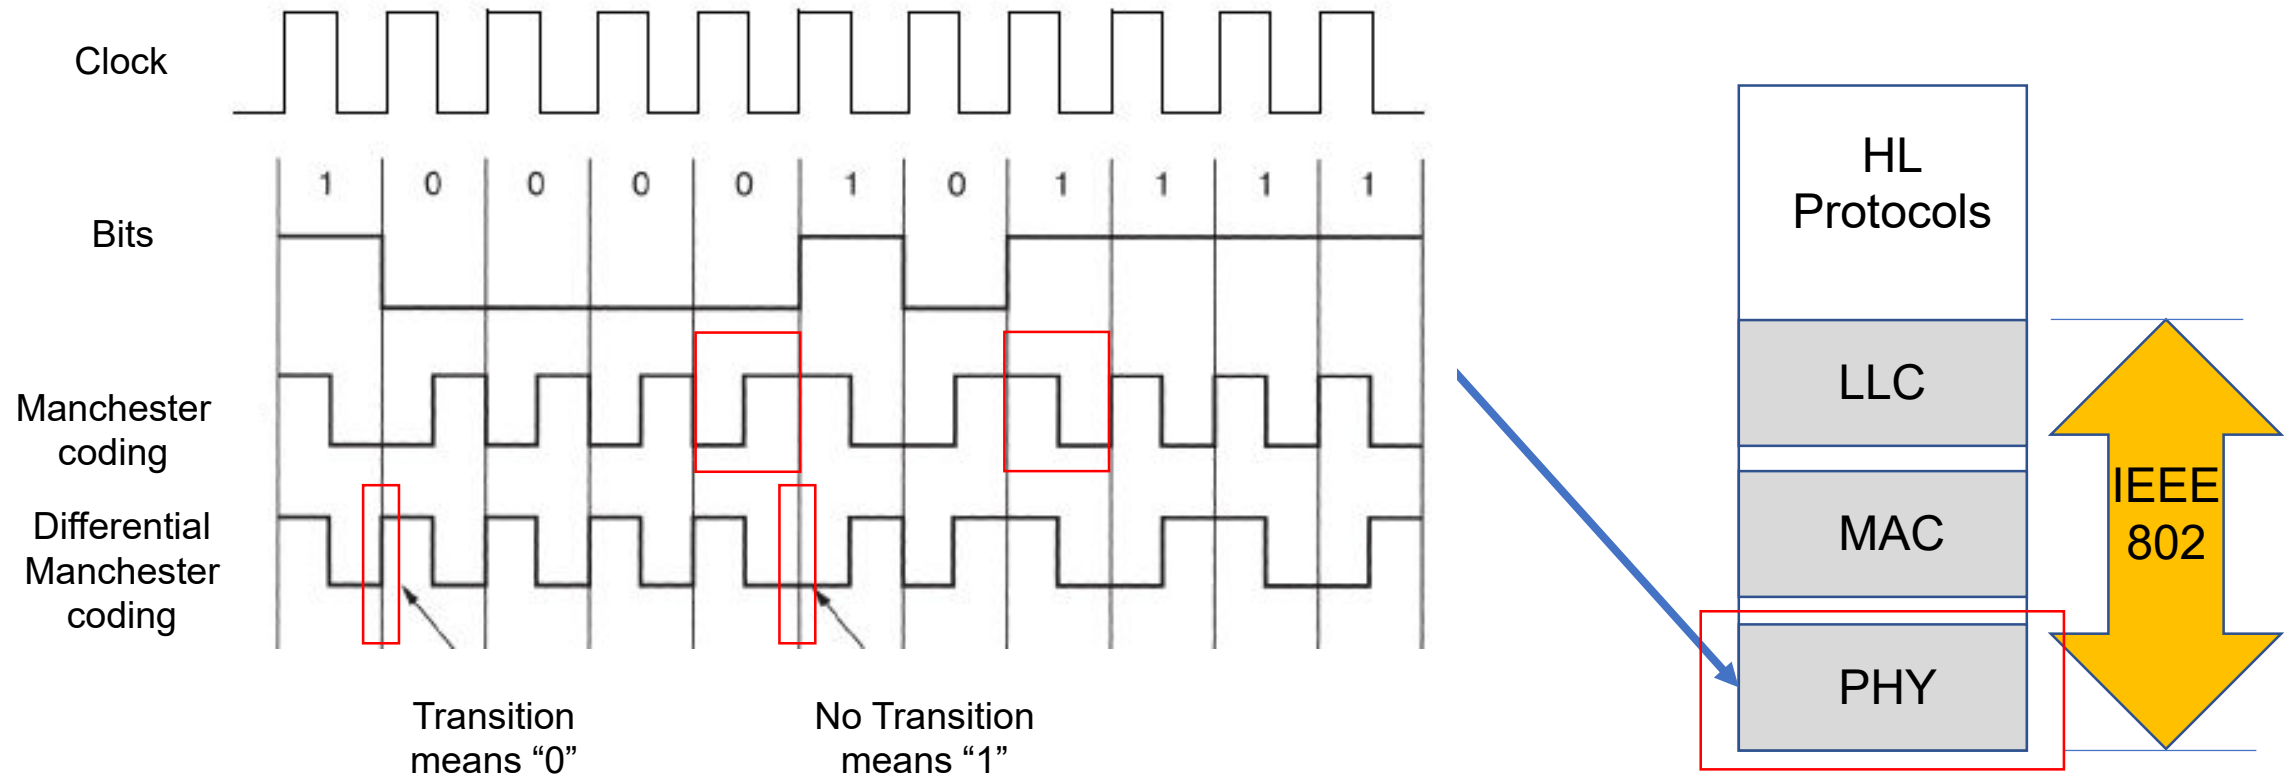 Clock
1 0 0 0 0 1 0 1 1 1 1
Bits
Manchester
coding
Differential
Manchester
coding
Transition
means “0”
No Transition
means “1”
HL
Protocols
LLC
MAC
PHY
IEEE
802